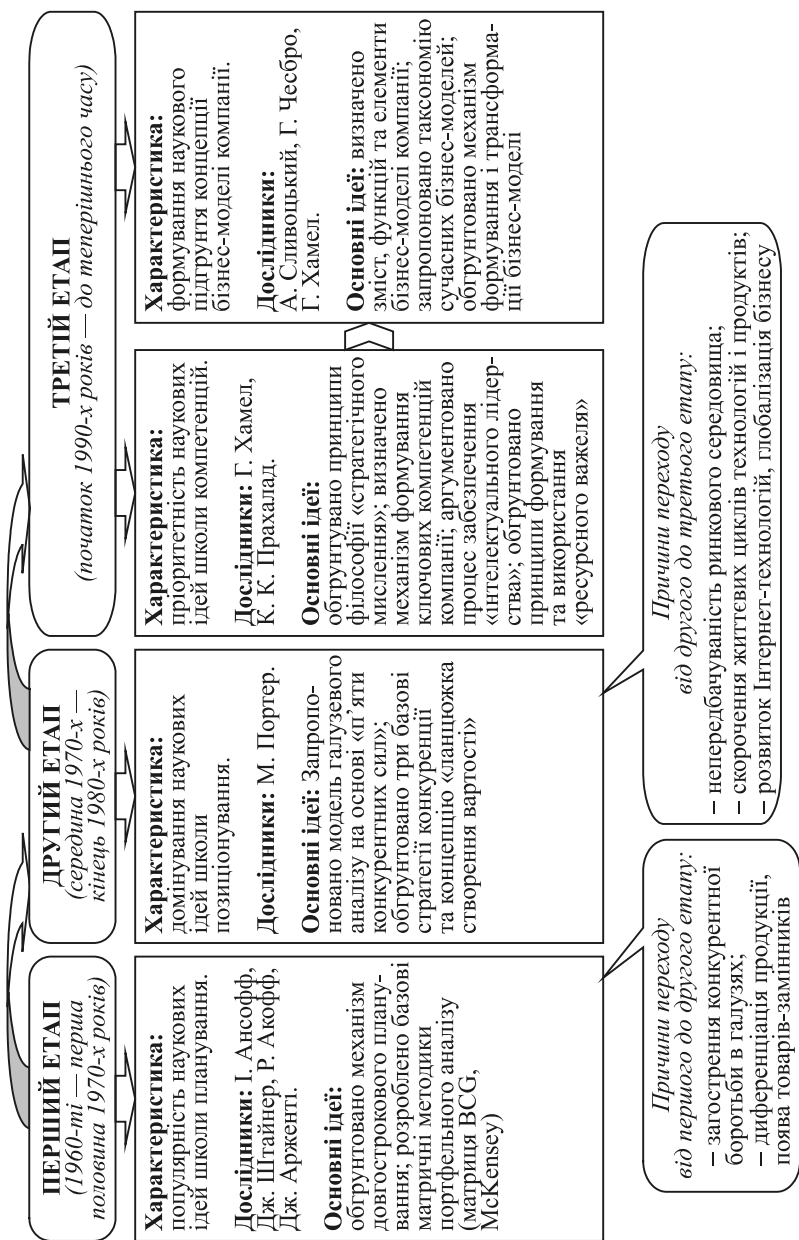 ПЕРШИЙ ЕТАП
(1960-ті — перша
половина 1970-х років)
Характеристика:
популярність наукових
ідей школи планування.
Дослідники: І. Ансофф,
Дж. Штайнер, Р. Акофф,
Дж. Арженті.
Основні ідеї:
обґрунтовано механізм
довгострокового плану-
вання; розроблено базові
матричні методики
портфельного аналізу
(матриця BCG,
McKensey)
ДРУГИЙ ЕТАП
(середина 1970-х —
кінець 1980-х років)
Характеристика:
домінування наукових
ідей школи
позиціонування.
Дослідники: М. Портер.
Основні ідеї: Запропо-
новано модель галузевого
аналізу на основі «п’яти
конкурентних сил»;
обґрунтовано три базові
стратегії конкуренції
та концепцію «ланцюжка
створення вартості»
ТРЕТІЙ ЕТАП
(початок 1990-х років — до теперішнього часу)
Характеристика:
пріоритетність наукових
ідей школи компетенцій.
Дослідники: Г. Хамел,
К. К. Прахалад.
Основні ідеї:
обґрунтувано принципи
філософії «стратегічного
мислення»; визначено
механізм формування
ключових компетенцій
компанії; аргументовано
процес забезпечення
«інтелектуального лідер-
ства»; обґрунтовано
принципи формування
та використання
«ресурсного важеля»
Характеристика:
формування наукового
підґрунтя концепції
бізнес-моделі компанії.
Дослідники:
А. Сливоцький, Г. Чесбро,
Г. Хамел.
Основні ідеї: визначено
зміст, функцій та елементи
бізнес-моделі компанії;
запропоновано таксономію
сучасних бізнес-моделей;
обґрунтовано механізм
формування і трансформа-
ції бізнес-моделі
Причини переходу
від першого до другого етапу:
– загострення конкурентної
боротьби в галузях;
– диференціація продукції,
поява товарів-замінників
Причини переходу
від другого до третього етапу:
– непередбачуваність ринкового середовища;
– скорочення життєвих циклів технологій і продуктів;
– розвиток Інтернет-технологій, глобалізація бізнесу